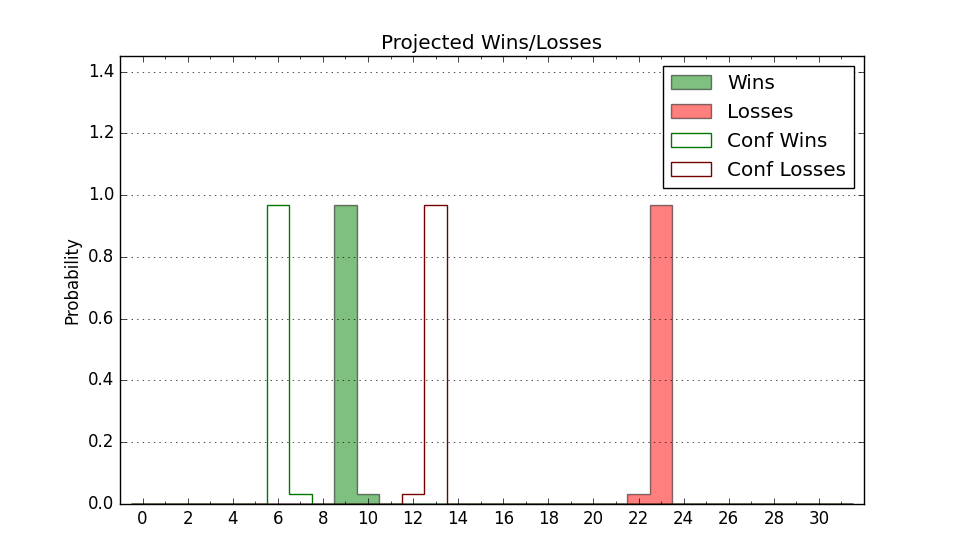 Projected Wins/Losses
Wins
Losses
Conf Wins
Conf Losses
Probability
1.4
1.2
1.0
0.8
0.6
0.4
0.2
0.0
0 2 4 6 8 10 12 14 16 18 20 22 24 26 28 30